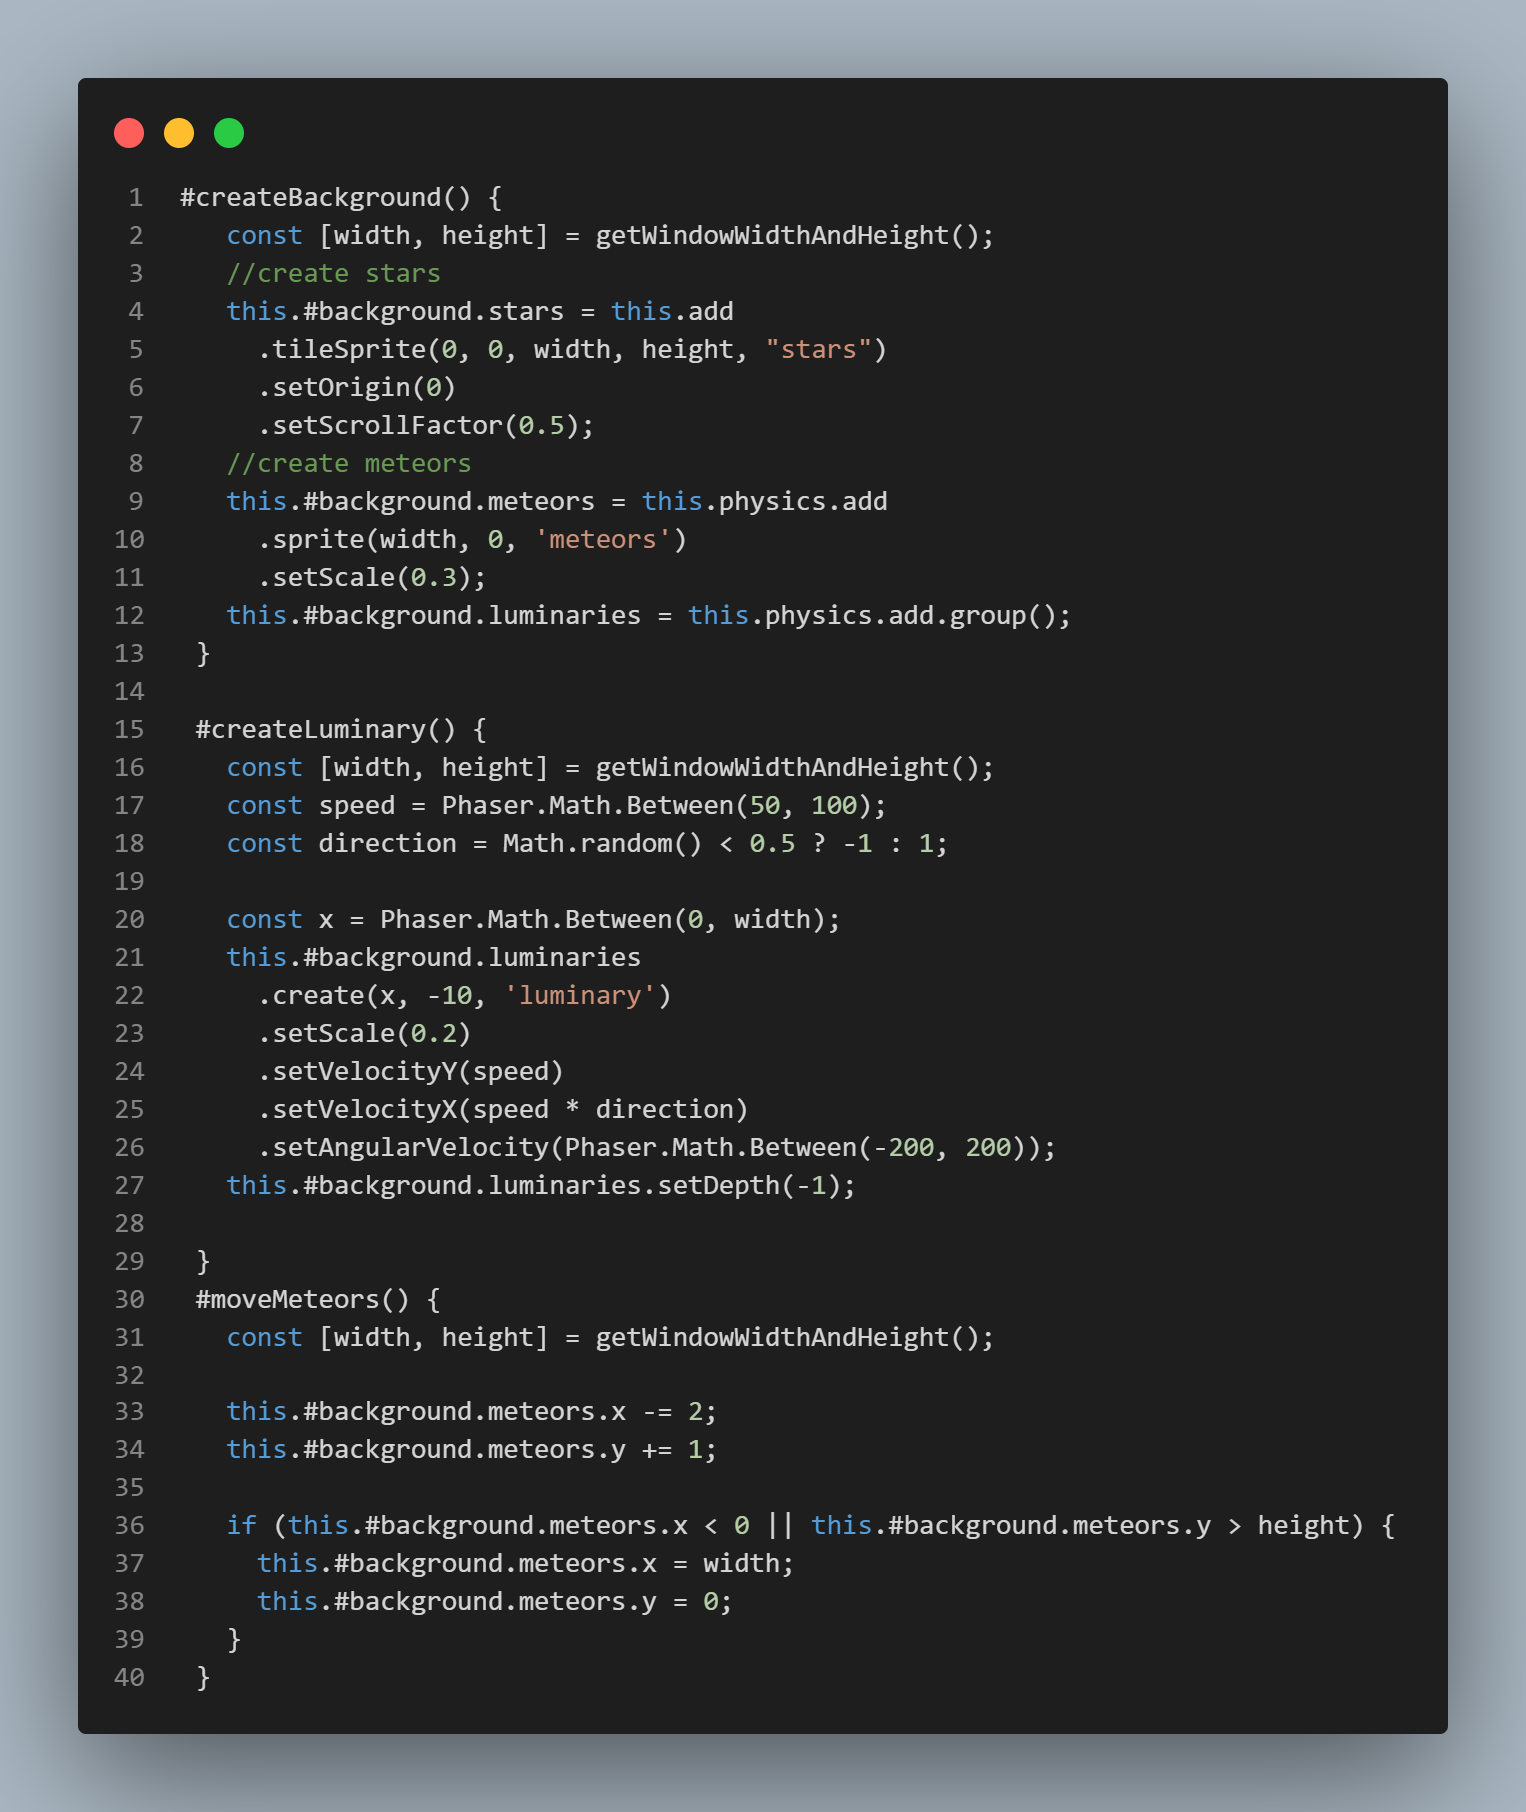 1 #createBackground() {
2 const [width, height] = getWindowWidthAndHeight();
3 //create stars
4 this.#background.stars = this.add
5 .tileSprite(0, 0, width, height, "stars")
6 .setOrigin(0)
7 .setScrollFactor(0.5);
8 //create meteors
9 this.#background.meteors = this.physics.add
10 .sprite(width, 0, 'meteors')
11 .setScale(0.3);
12 this.#background.luminaries = this.physics.add.group();
13 }
14
15 #createLuminary() {
16 const [width, height] = getWindowWidthAndHeight();
17 const speed = Phaser.Math.Between(50, 100);
18 const direction = Math.random() < 0.5 ? -1 : 1;
19
20 const x = Phaser.Math.Between(0, width);
21 this.#background.luminaries
22 .create(x, -10, 'luminary')
23 .setScale(0.2)
24 .setVelocityY(speed)
25 .setVelocityX(speed * direction)
26 .setAngularVelocity(Phaser.Math.Between(-200, 200));
27 this.#background.luminaries.setDepth(-1);
28
29 }
30 #moveMeteors() {
31 const [width, height] = getWindowWidthAndHeight();
32
33 this.#background.meteors.x -= 2;
34 this.#background.meteors.y += 1;
35
36 if (this.#background.meteors.x < 0 || this.#background.meteors.y > height) {
37 this.#background.meteors.x = width;
38 this.#background.meteors.y = 0;
39 }
40 }